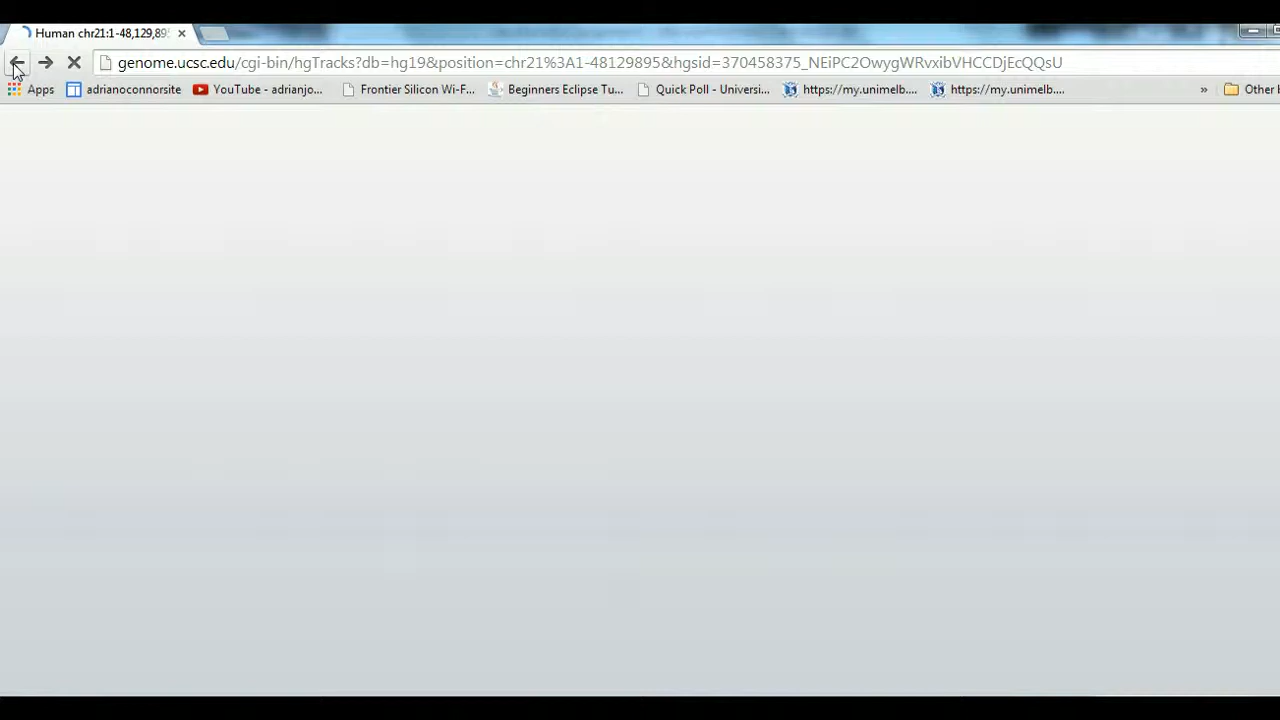 Human chr21:1-48,129,895
genome.ucsc.edu/cgi-bin/hgTracks?db=hg19&position=chr21%3A1-48129895&hgsid=370458375_NEiPC2OwygWRvxibVHCCDjEcQQsU
Apps adrianoconnorsite YouTube - adrianjo... Frontier Silicon Wi-F... Beginners Eclipse Tu... Quick Poll - Universi... https://my.unimelb.... https://my.unimelb.... » Other b